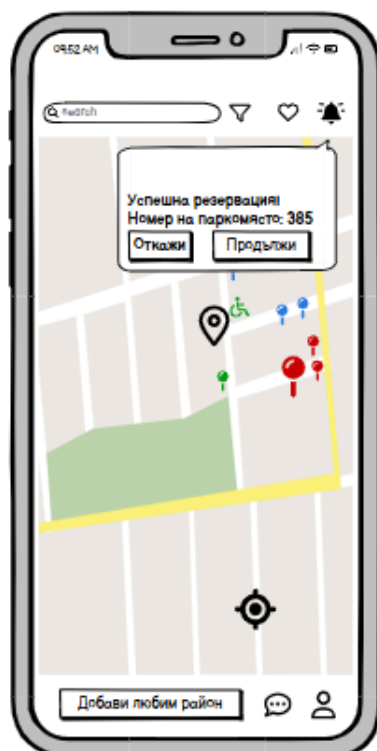 09:52 AM
search
Успешна резервация!
Номер на паркомясто: 385
Откажи Продължи
Добави любим район